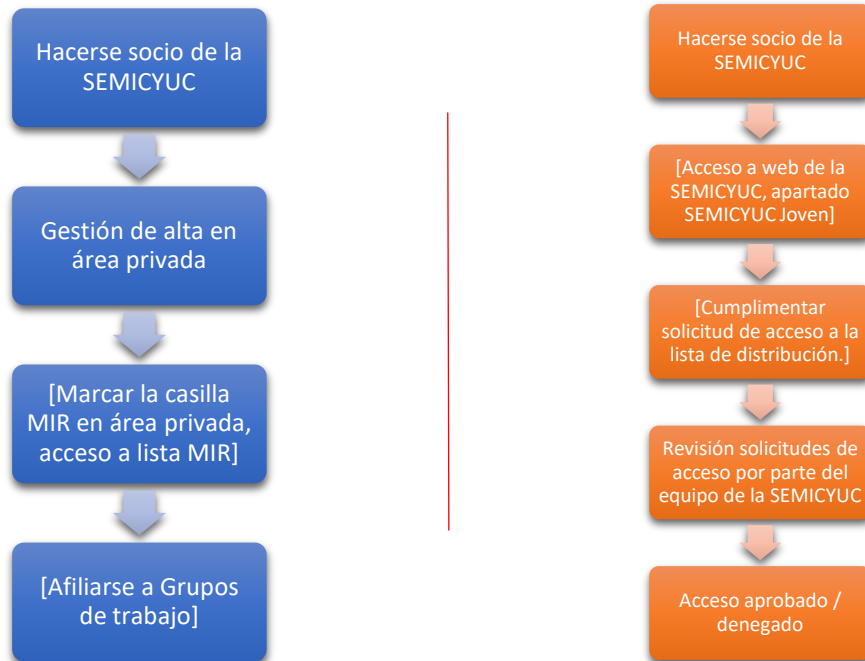 Hacerse socio de la
SEMICYUC
Gestión de alta en
área privada
[Marcar la casilla
MIR en área privada,
acceso a lista MIR]
[Afiliarse a Grupos
de trabajo]
Hacerse socio de la
SEMICYUC
[Acceso a web de la
SEMICYUC, apartado
SEMICYUC Joven]
[Cumplimentar
solicitud de acceso a la
lista de distribución.]
Revisión solicitudes de
acceso por parte del
equipo de la SEMICYUC
Acceso aprobado /
denegado